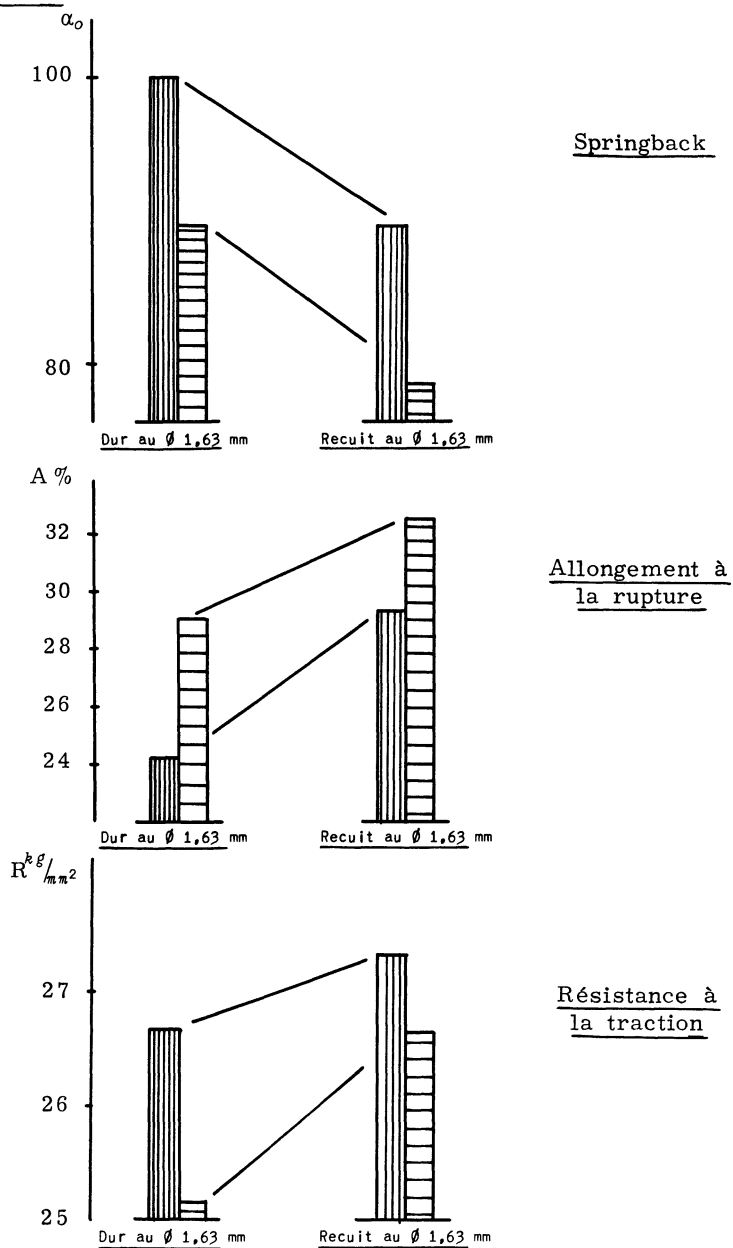 α₀
100
Springback
80
Dur au Ø 1,63 mm
Recuit au Ø 1,63 mm
A %
32
Allongement à
la rupture
30
28
26
24
Dur au Ø 1,63 mm
Recuit au Ø 1,63 mm
R kg/mm²
27
Résistance à
la traction
26
25
Dur au Ø 1,63 mm
Recuit au Ø 1,63 mm